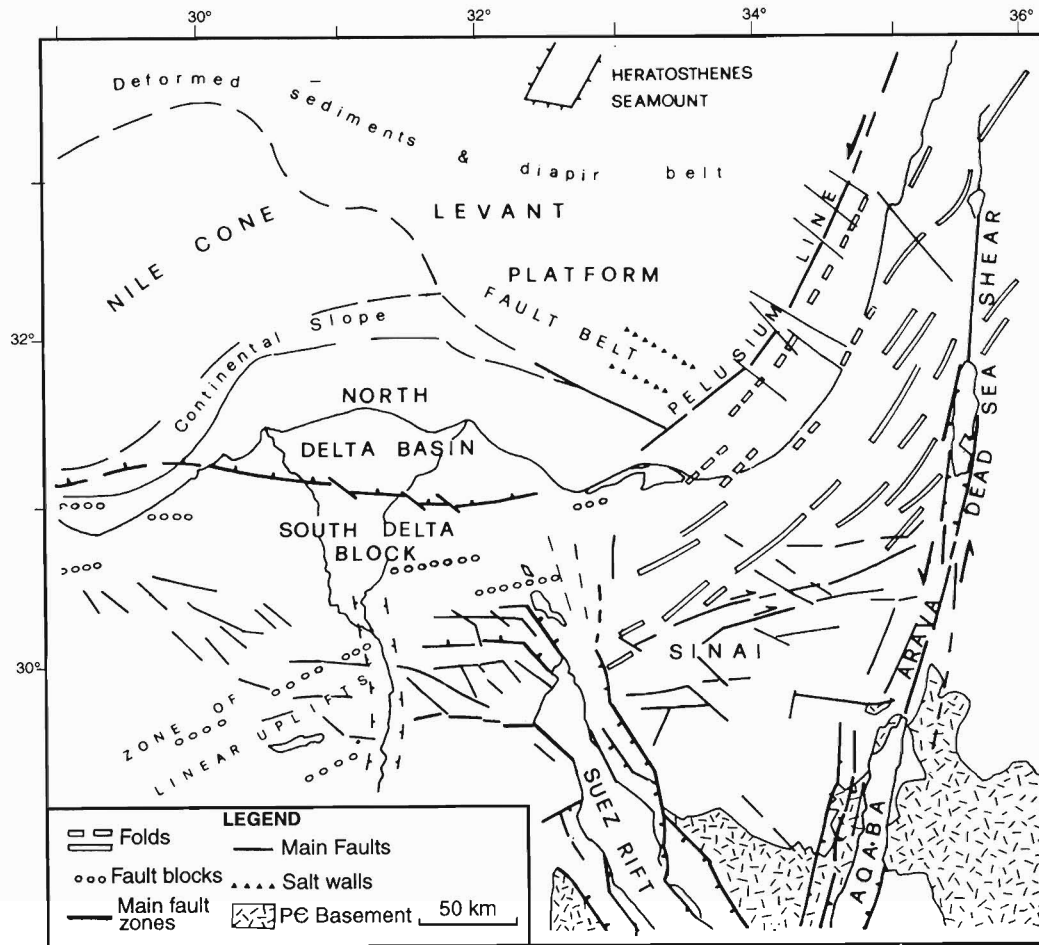 30°
32°
34°
36°
HERATOSTHENES
SEAMOUNT
Deformed sediments & diapir belt
NILE CONE
LEVANT
PLATFORM
FAULT BELT
PELUSIUM LINE
DEAD SEA SHEAR
32°
Continental Slope
NORTH
DELTA BASIN
SOUTH DELTA
BLOCK
30°
SINAI
ARAVA
ZONE OF
LINEAR UPLIFTS
SUEZ RIFT
AQABA
LEGEND
Folds
Main Faults
Fault blocks
Salt walls
Main fault
zones
PЄ Basement
50 km